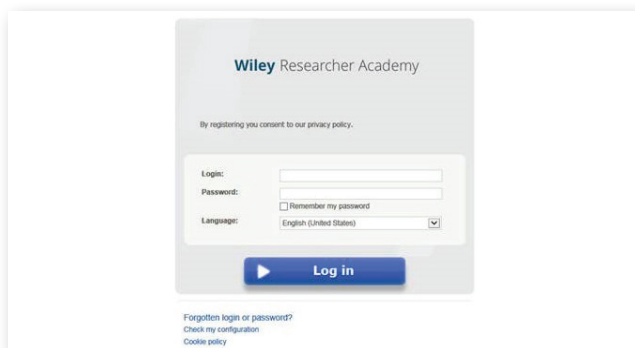 Wiley Researcher Academy
By registering you consent to our privacy policy.
Login:
Password:
Remember my password
Language: English (United States)
Log in
Forgotten login or password?
Check my configuration
Cookie policy